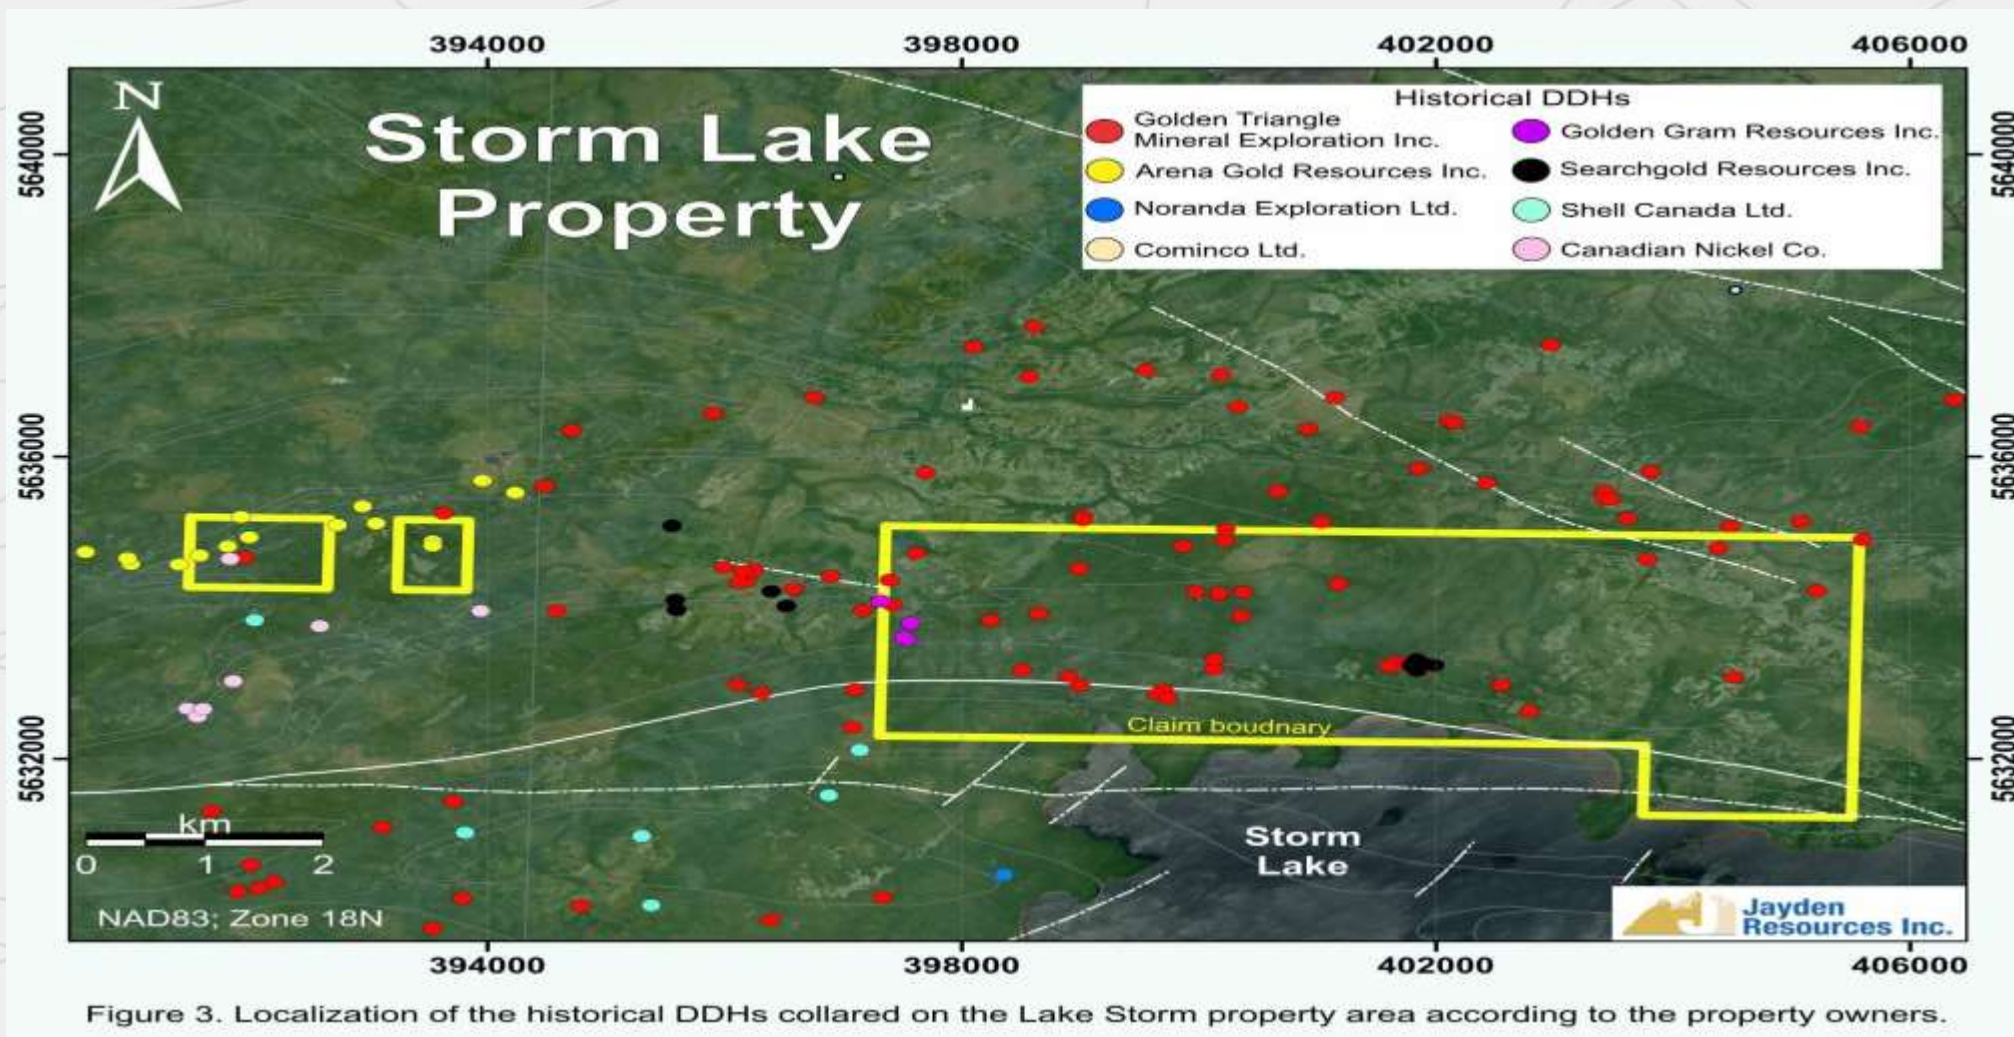 394000 398000 402000 406000
N
Storm Lake
Property
Historical DDHs
Golden Triangle
Mineral Exploration Inc.
Arena Gold Resources Inc.
Noranda Exploration Ltd.
Cominco Ltd.
Golden Gram Resources Inc.
Searchgold Resources Inc.
Shell Canada Ltd.
Canadian Nickel Co.
5640000
5640000
5636000
5636000
5632000
5632000
Claim boudnary
Storm
Lake
km
0 1 2
NAD83; Zone 18N
Jayden
Resources Inc.
394000 398000 402000 406000
Figure 3. Localization of the historical DDHs collared on the Lake Storm property area according to the property owners.